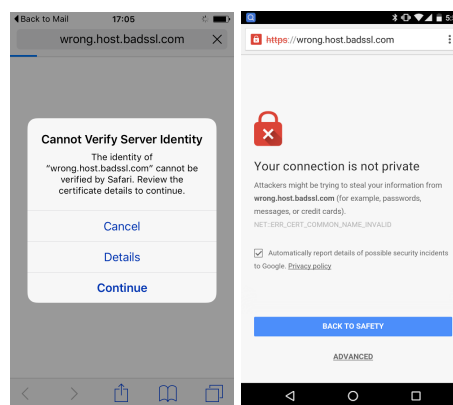 Back to Mail
17:05
wrong.host.badssl.com
Cannot Verify Server Identity
The identity of
“wrong.host.badssl.com” cannot be
verified by Safari. Review the
certificate details to continue.
Cancel
Details
Continue
5:
https://wrong.host.badssl.com
Your connection is not private
Attackers might be trying to steal your information from
wrong.host.badssl.com (for example, passwords,
messages, or credit cards).
NET::ERR_CERT_COMMON_NAME_INVALID
Automatically report details of possible security incidents
to Google. Privacy policy
BACK TO SAFETY
ADVANCED